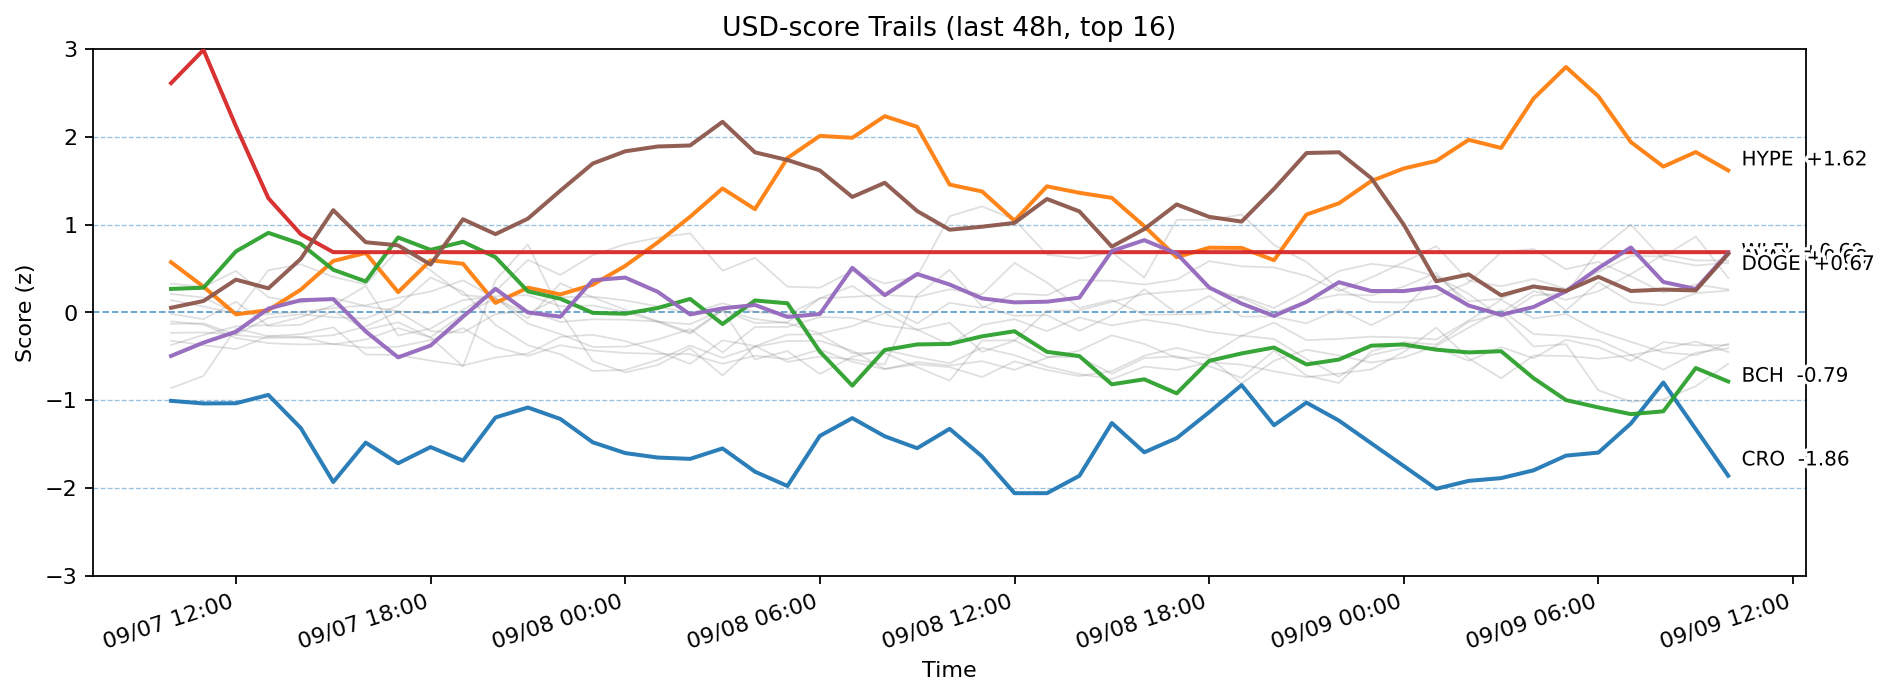 USD-score Trails (last 48h, top 16)
Score (z)
3
2
1
0
−1
−2
−3
HYPE +1.62
DOGE +0.67
BCH -0.79
CRO -1.86
09/07 12:00
09/07 18:00
09/08 00:00
09/08 06:00
09/08 12:00
09/08 18:00
09/09 00:00
09/09 06:00
09/09 12:00
Time